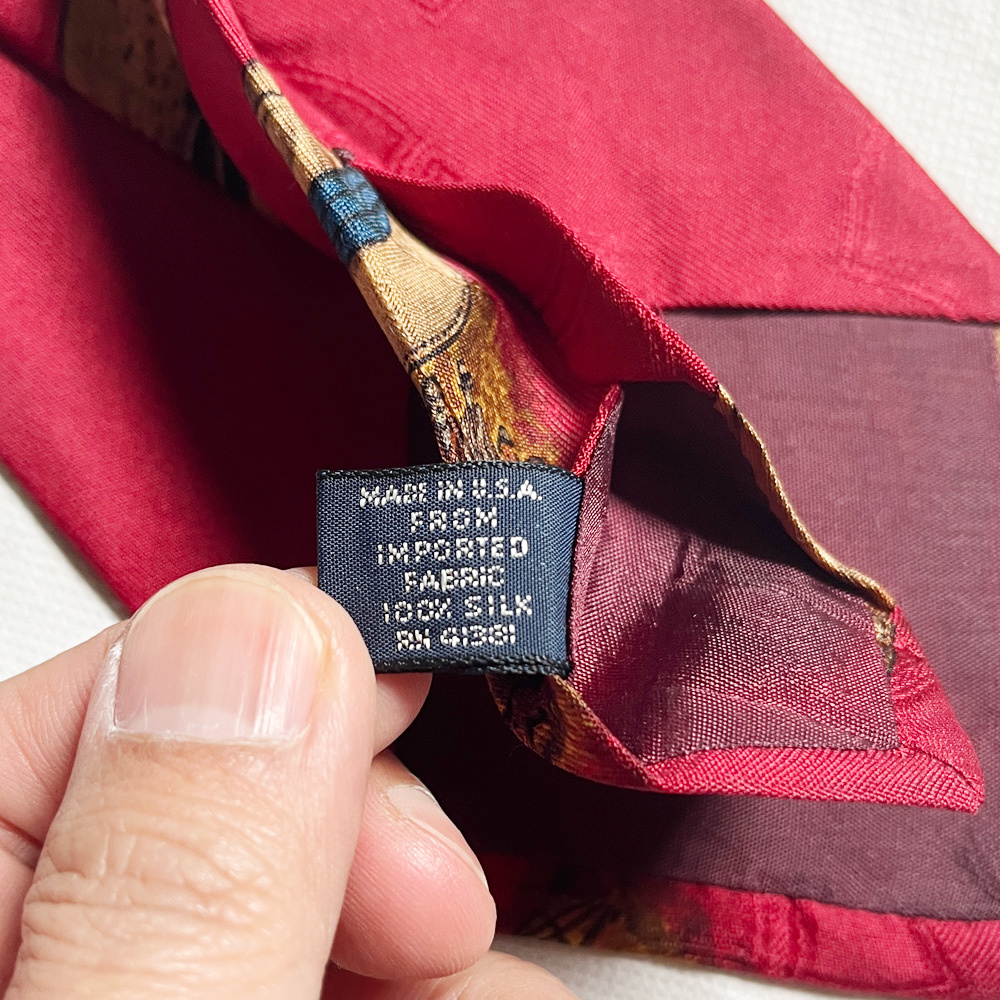 MADE IN U.S.A.
FROM
IMPORTED
FABRIC
100% SILK
RN 41381